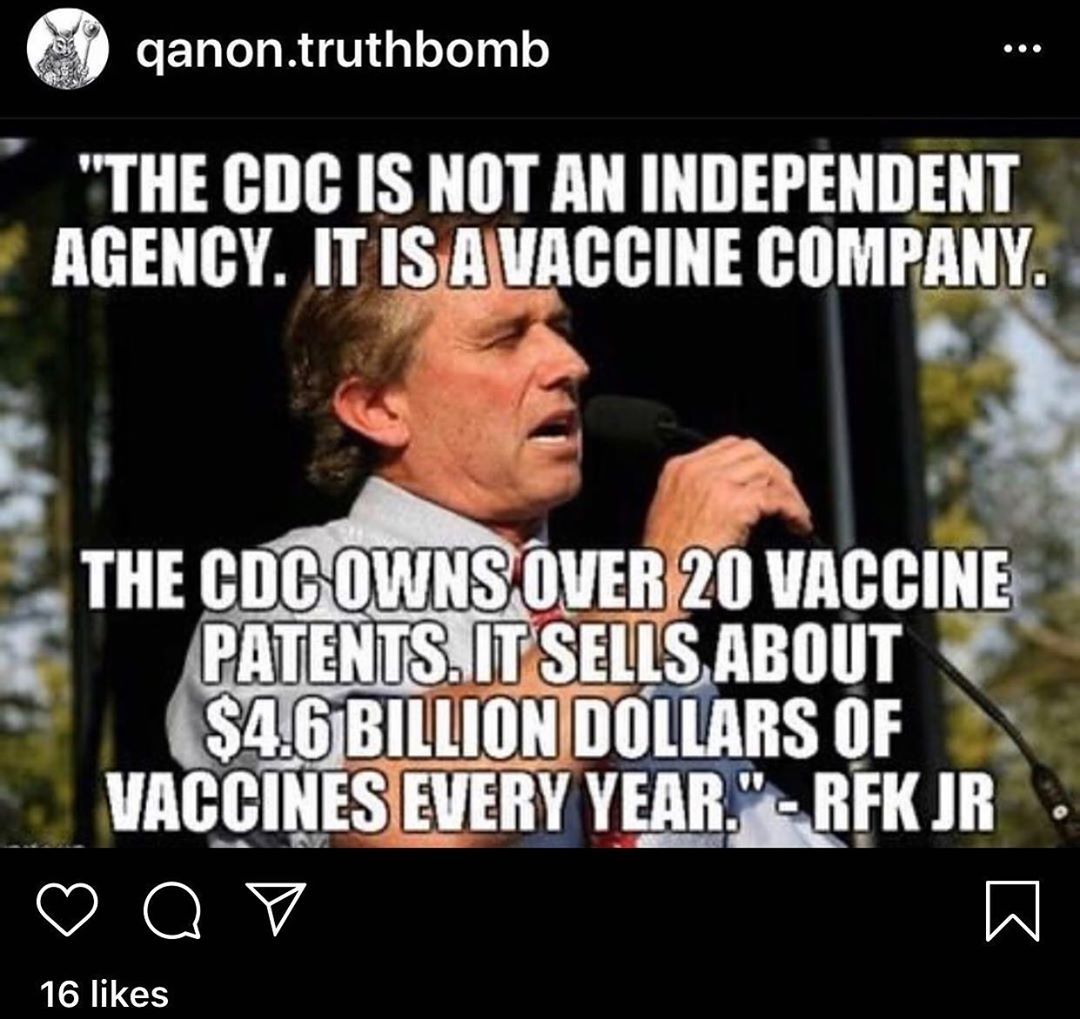 qanon.truthbomb
"THE CDC IS NOT AN INDEPENDENT
AGENCY. IT IS A VACCINE COMPANY.
THE CDC OWNS OVER 20 VACCINE
PATENTS. IT SELLS ABOUT
$4.6 BILLION DOLLARS OF
VACCINES EVERY YEAR." - RFK JR
16 likes